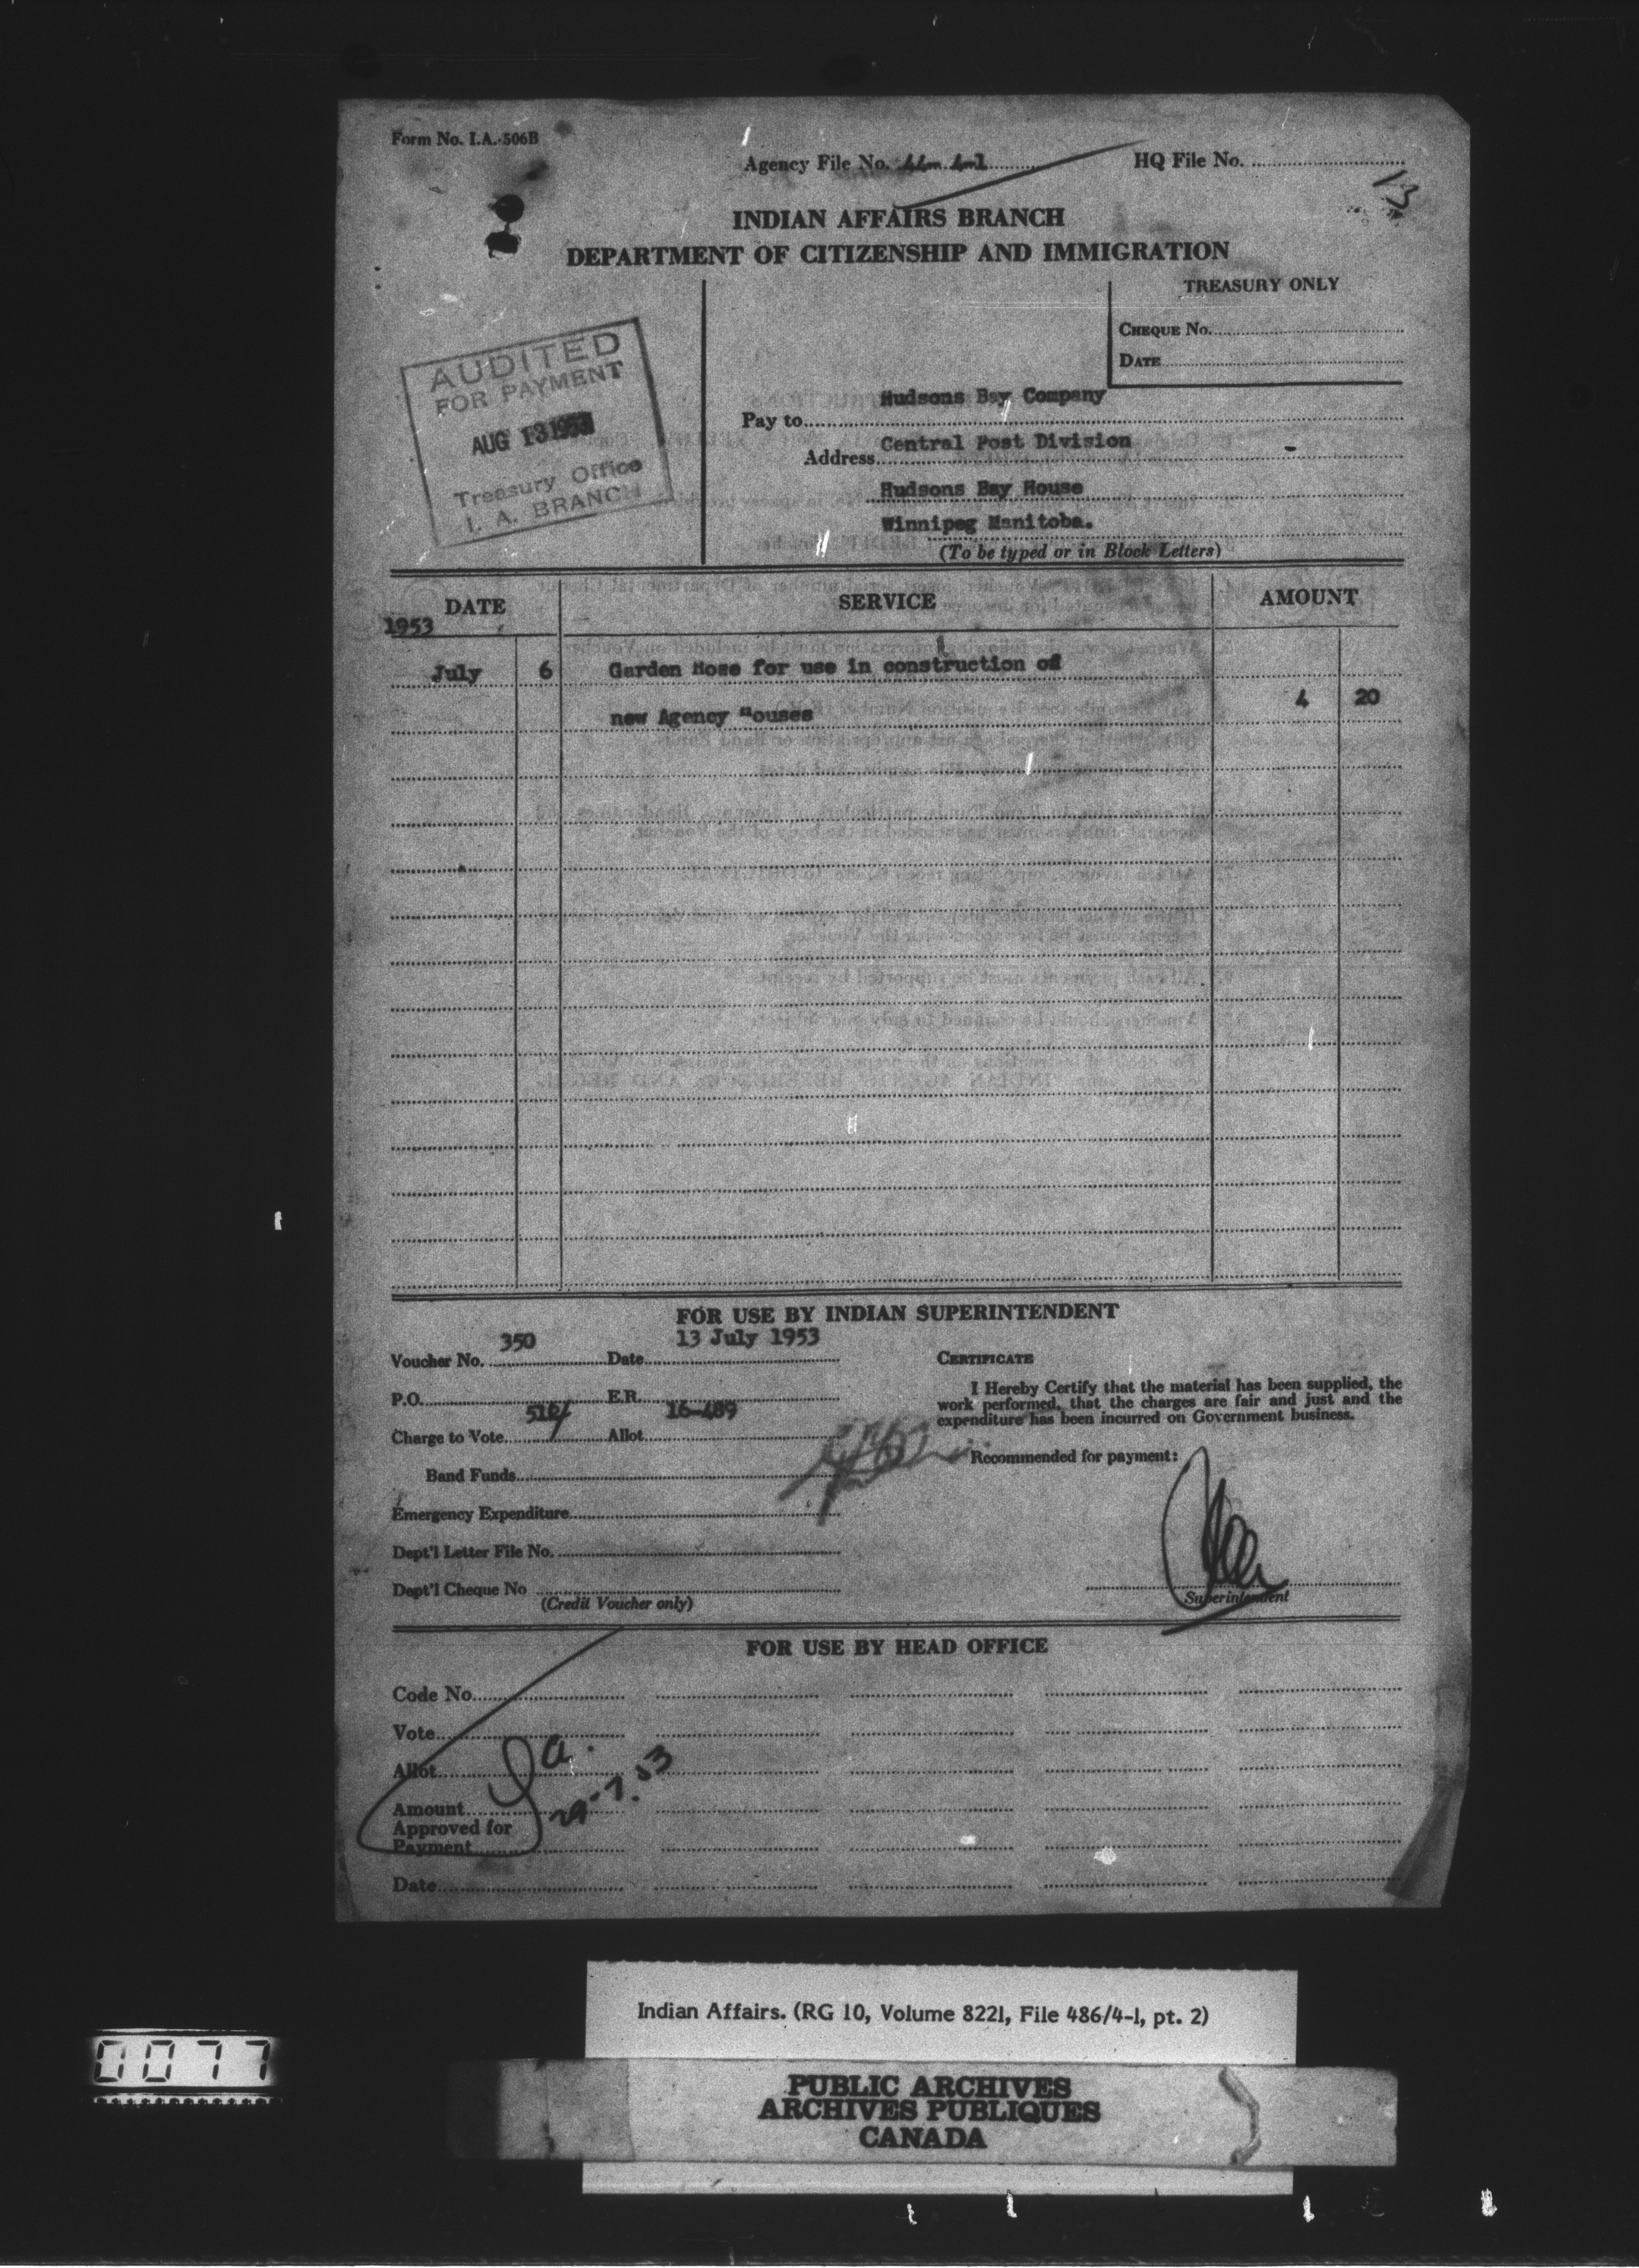 Form No. I.A. 506B
Agency File No. 44m 4-1
HQ File No.
13
INDIAN AFFAIRS BRANCH
DEPARTMENT OF CITIZENSHIP AND IMMIGRATION
TREASURY ONLY
CHEQUE No.
DATE
AUDITED
FOR PAYMENT
AUG 13 1953
Treasury Office
I. A. BRANCH
Pay to Hudsons Bay Company
Address Central Post Division
Hudsons Bay House
Winnipeg Manitoba.
(To be typed or in Block Letters)
DATE SERVICE AMOUNT
1953
July 6 Garden Hose for use in construction of
new Agency "ouses 4 20
FOR USE BY INDIAN SUPERINTENDENT
Voucher No. 350 Date 13 July 1953
P.O. E.R.
Charge to Vote Allot. 16-489
Band Funds
Emergency Expenditure
Dept'l Letter File No.
Dept'l Cheque No
(Credit Voucher only)
CERTIFICATE
I Hereby Certify that the material has been supplied, the
work performed, that the charges are fair and just and the
expenditure has been incurred on Government business.
Recommended for payment:
Superintendent
FOR USE BY HEAD OFFICE
Code No.
Vote
Allot.
Amount
Approved for
Payment
Date
29-7.53
0077
Indian Affairs. (RG 10, Volume 8221, File 486/4-1, pt. 2)
PUBLIC ARCHIVES
ARCHIVES PUBLIQUES
CANADA